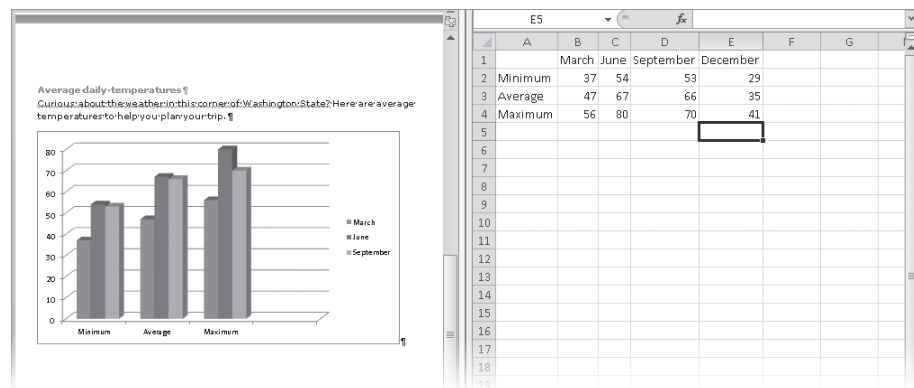 Average·daily·temperatures¶
Curious·about·the·weather·in·this·corner·of·Washington·State?·Here·are·average·
temperatures·to·help·you·plan·your·trip.·¶
80
70
60
50
40
30
20
10
0
Minimum Average Maximum
March
June
September
¶
E5 fx
A B C D E F G
1 March June September December
2 Minimum 37 54 53 29
3 Average 47 67 66 35
4 Maximum 56 80 70 41
5
6
7
8
9
10
11
12
13
14
15
16
17
18
19